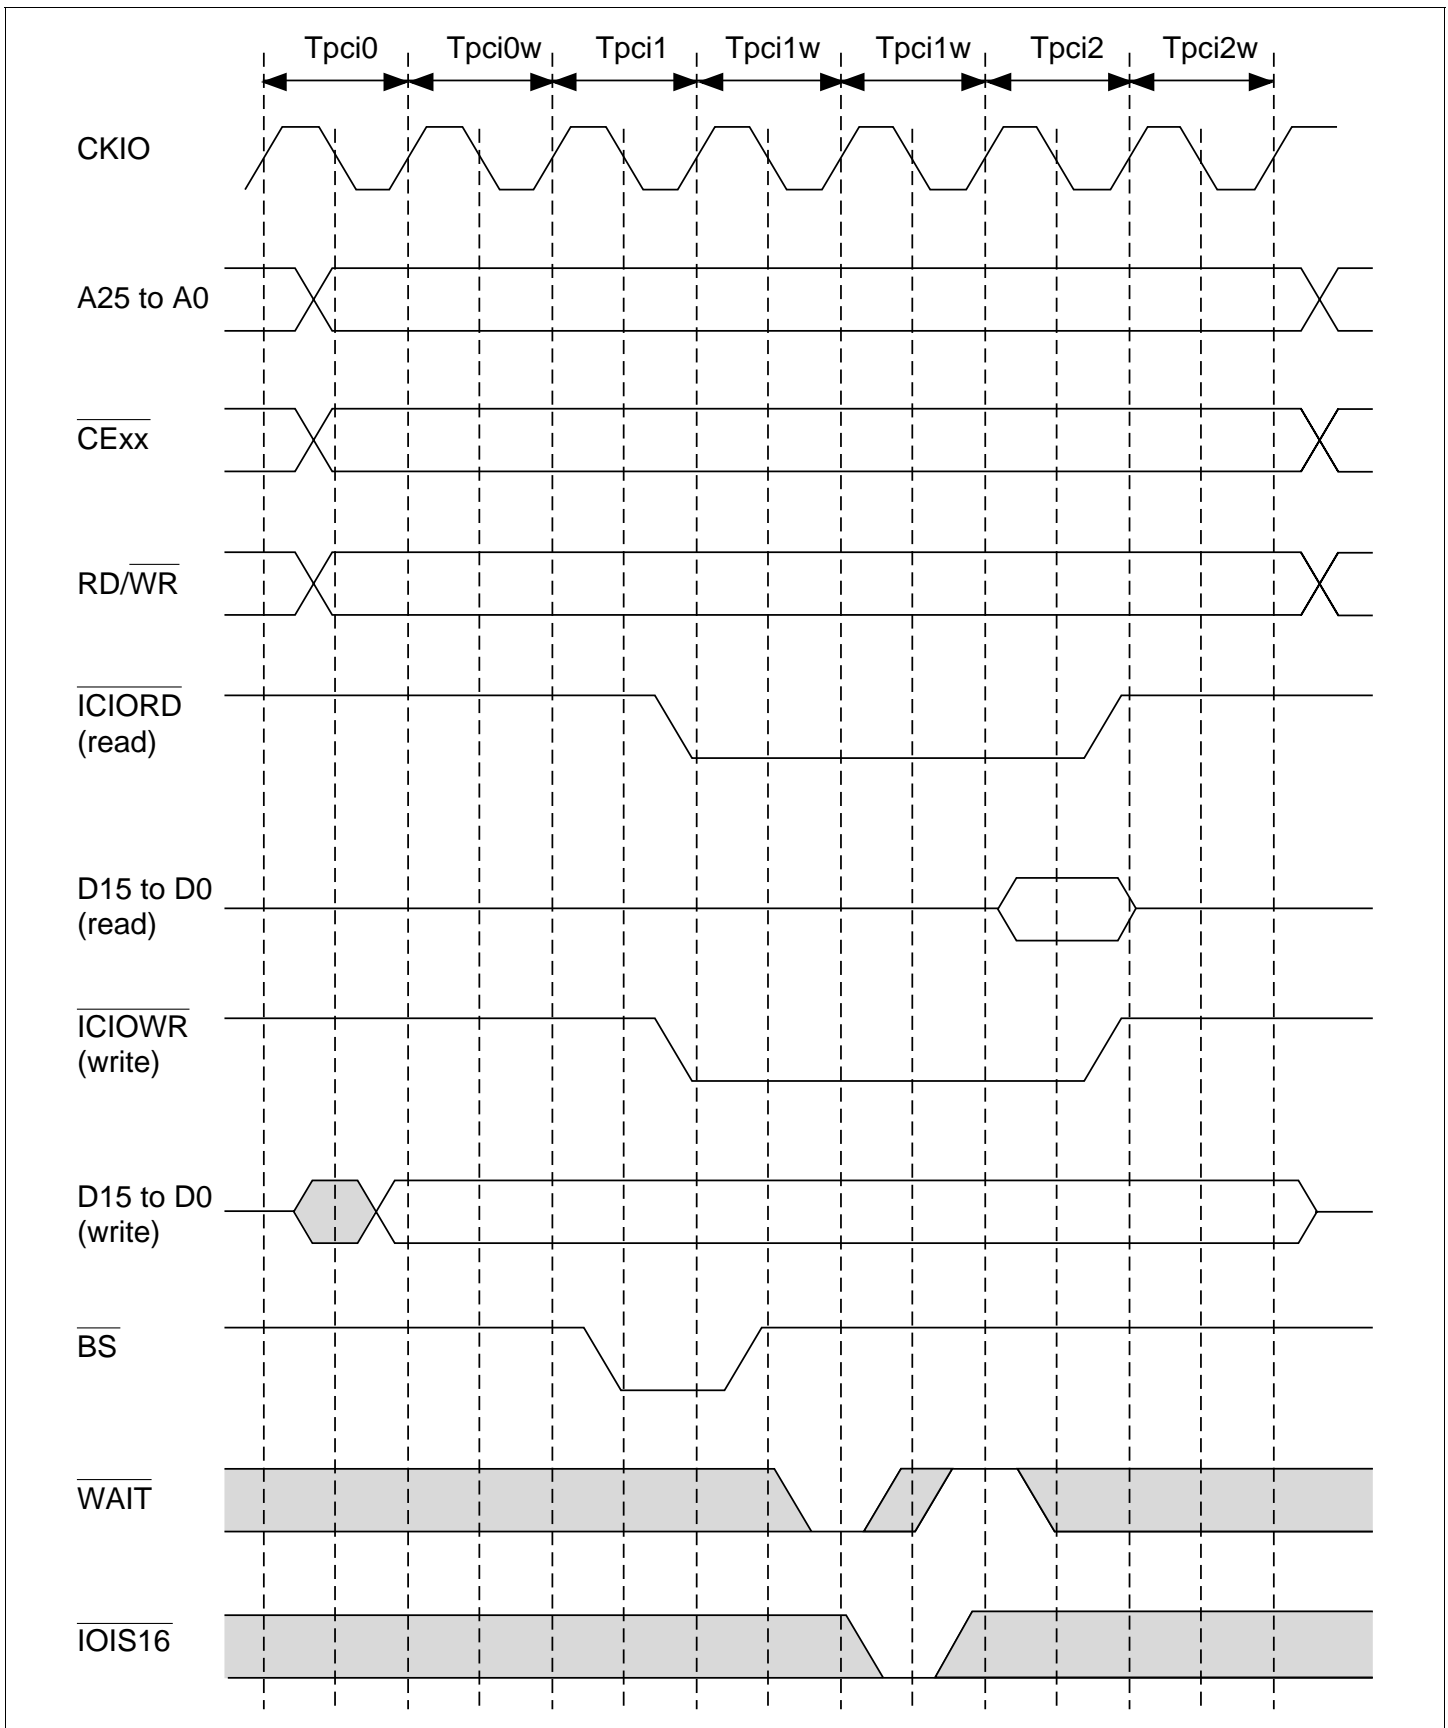 Tpci0 Tpci0w Tpci1 Tpci1w Tpci1w Tpci2 Tpci2w
CKIO
A25 to A0
CExx
RD/WR
ICIORD
(read)
D15 to D0
(read)
ICIOWR
(write)
D15 to D0
(write)
BS
WAIT
IOIS16